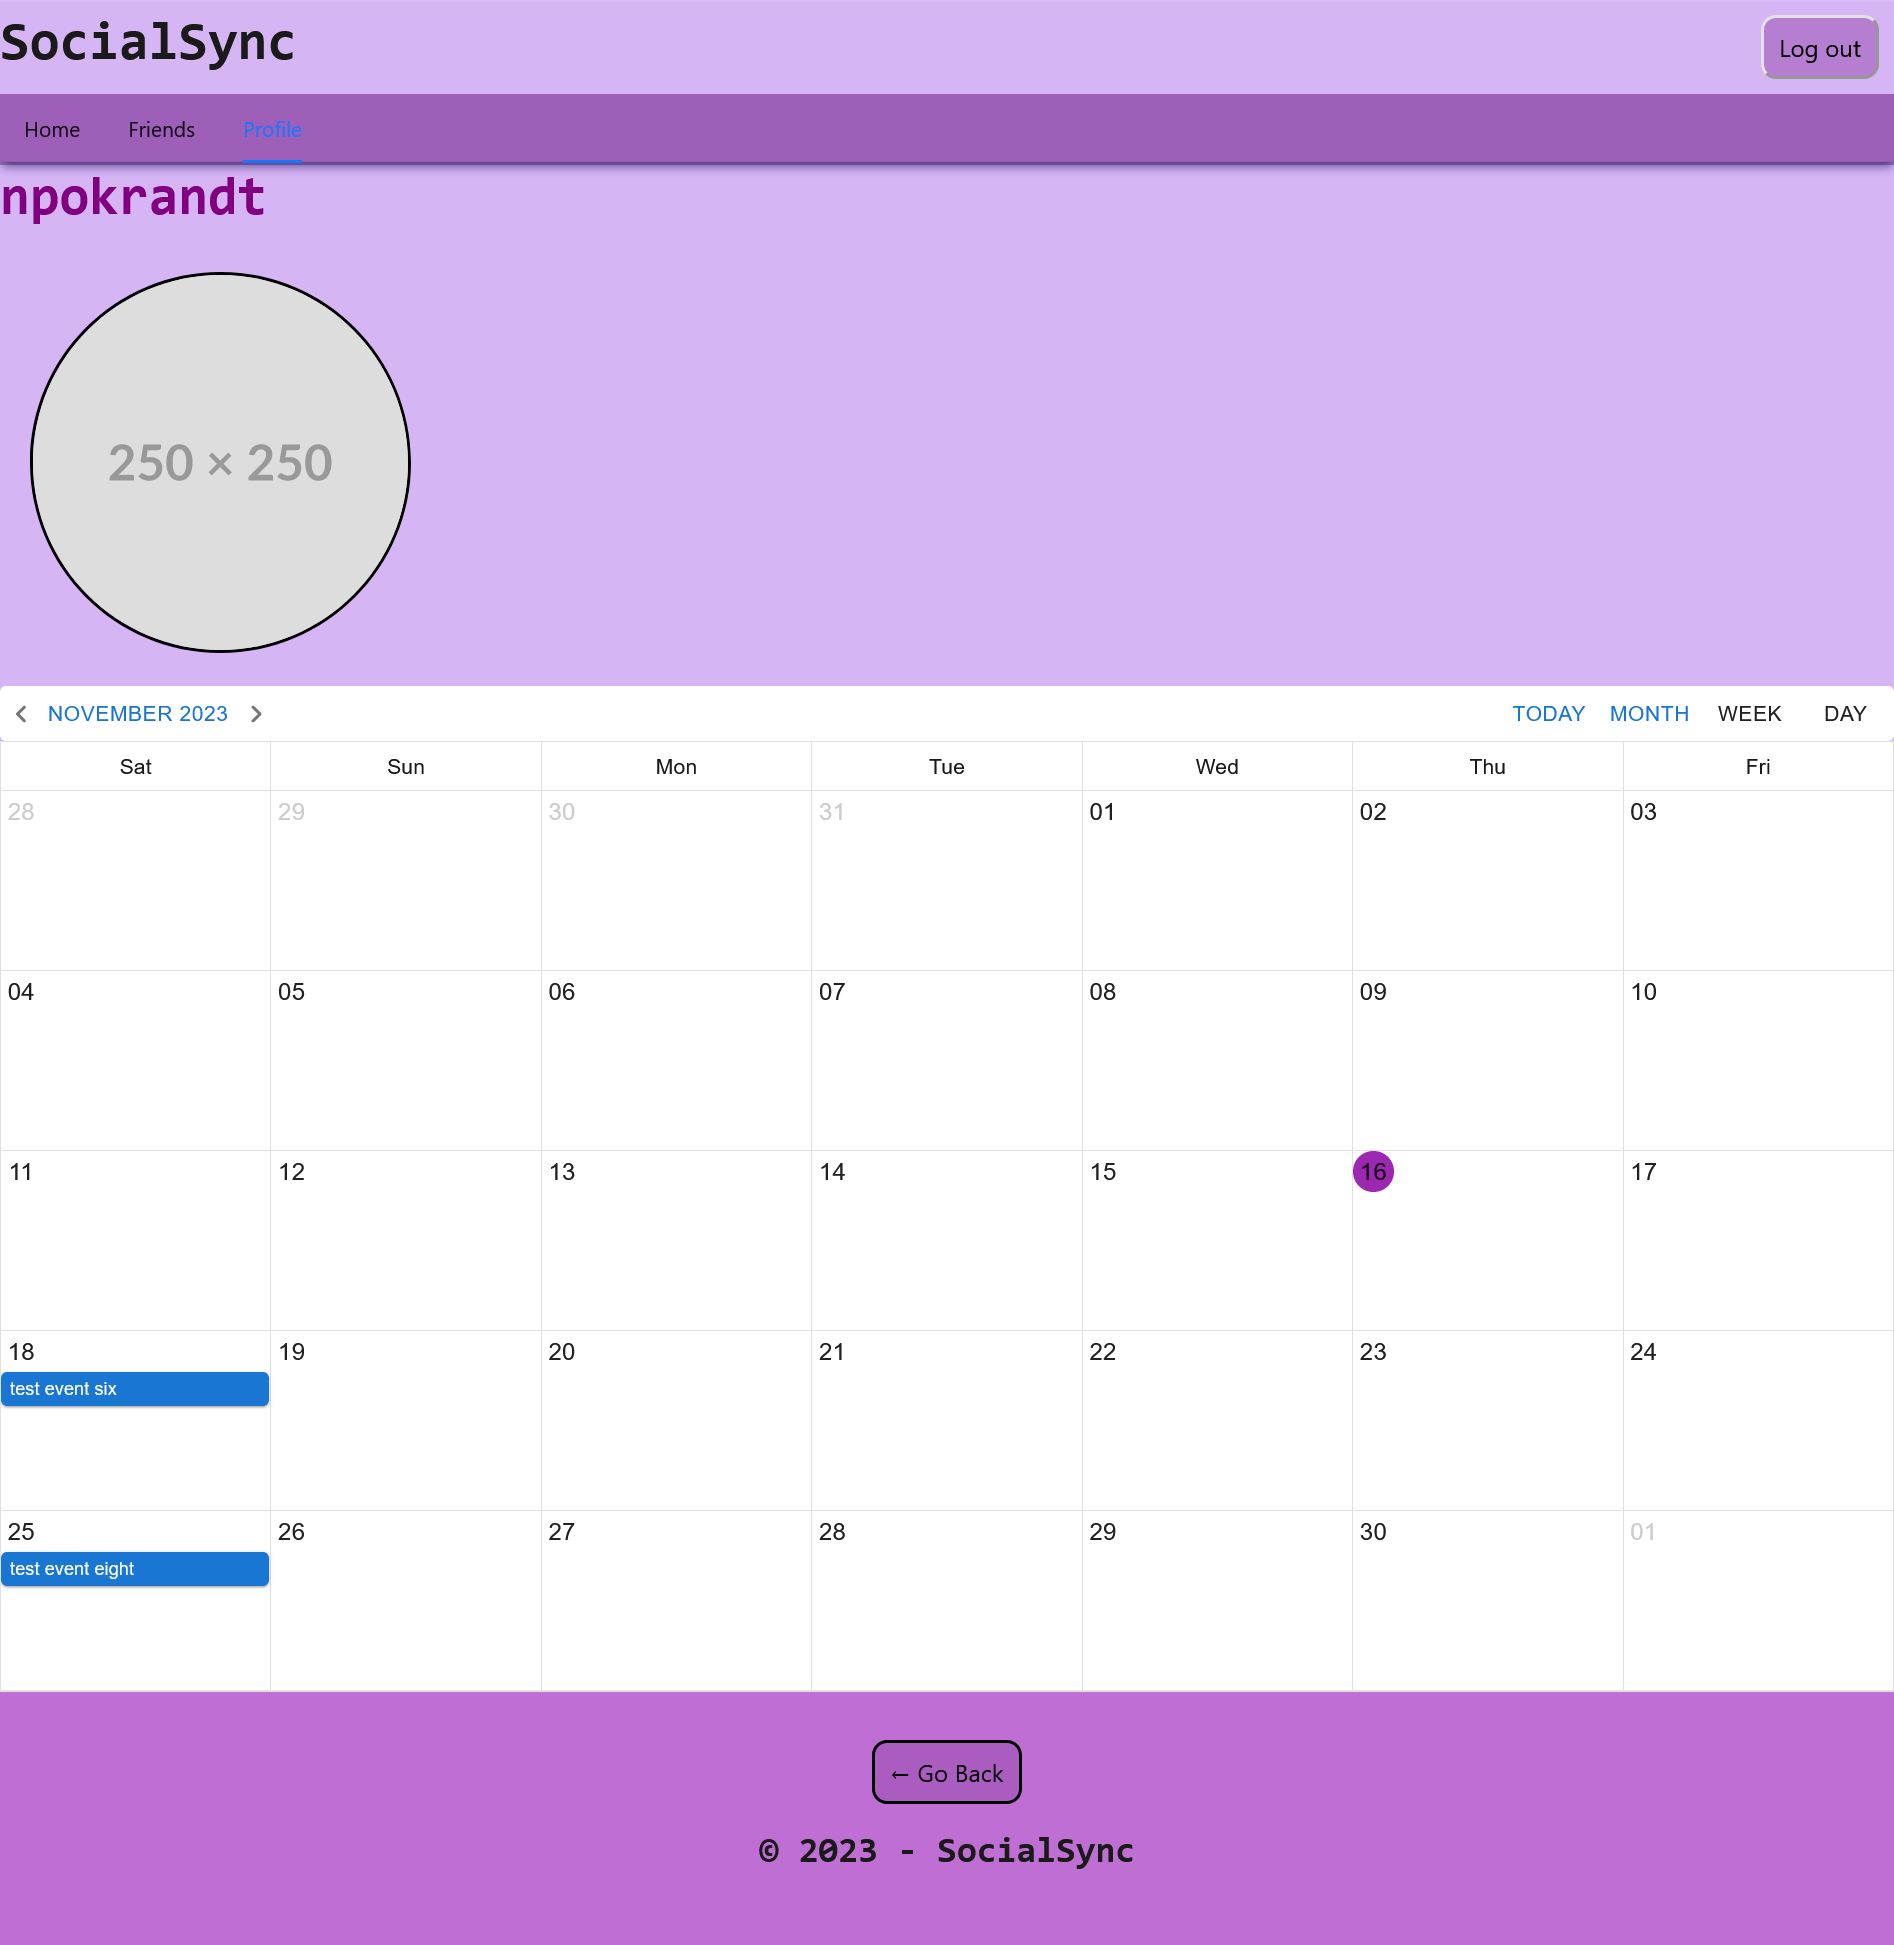 SocialSync
Log out
Home Friends Profile
npokrandt
250 × 250
NOVEMBER 2023 TODAY MONTH WEEK DAY
Sat Sun Mon Tue Wed Thu Fri
28 29 30 31 01 02 03
04 05 06 07 08 09 10
11 12 13 14 15 16 17
18 19 20 21 22 23 24
test event six
25 26 27 28 29 30 01
test event eight
← Go Back
© 2023 - SocialSync